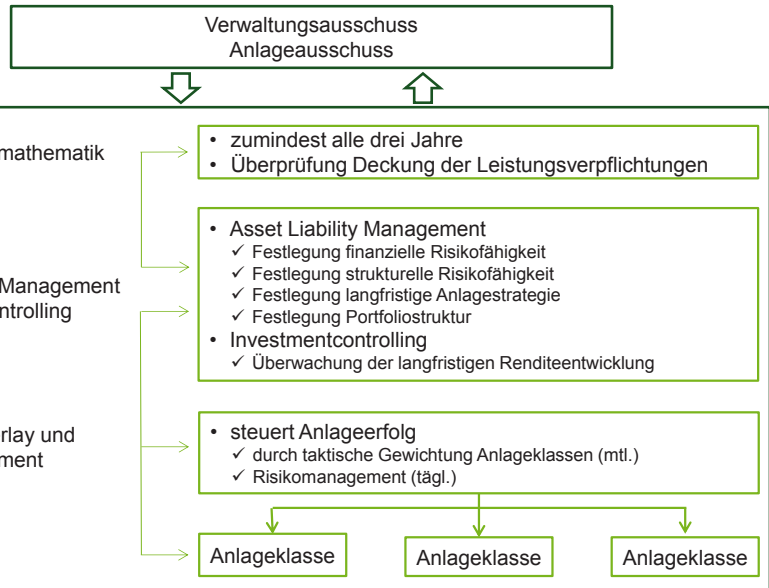 Verwaltungsausschuss
Anlageausschuss
mathematik
• zumindest alle drei Jahre
• Überprüfung Deckung der Leistungsverpflichtungen
Management
ntrolling
• Asset Liability Management
✓ Festlegung finanzielle Risikofähigkeit
✓ Festlegung strukturelle Risikofähigkeit
✓ Festlegung langfristige Anlagestrategie
✓ Festlegung Portfoliostruktur
• Investmentcontrolling
✓ Überwachung der langfristigen Renditeentwicklung
rlay und
ment
• steuert Anlageerfolg
✓ durch taktische Gewichtung Anlageklassen (mtl.)
✓ Risikomanagement (tägl.)
Anlageklasse
Anlageklasse
Anlageklasse